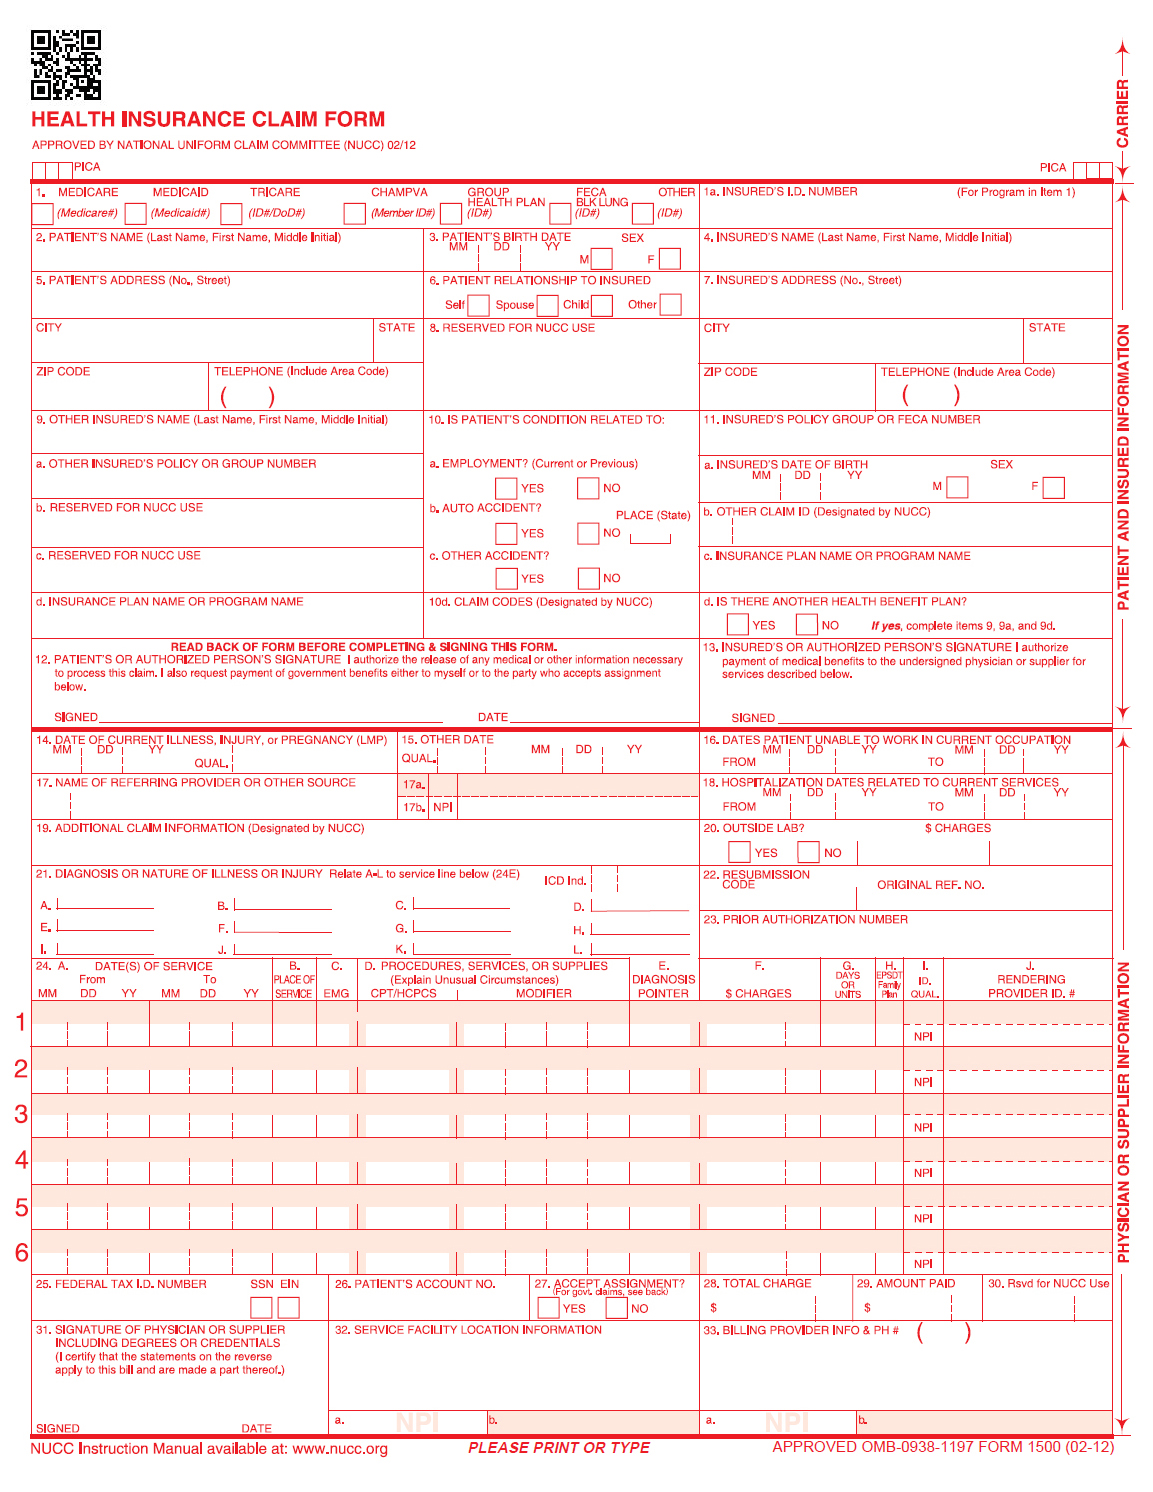 HEALTH INSURANCE CLAIM FORM
APPROVED BY NATIONAL UNIFORM CLAIM COMMITTEE (NUCC) 02/12
PICA
PICA
CARRIER
1. MEDICARE MEDICAID TRICARE CHAMPVA GROUP HEALTH PLAN FECA BLK LUNG OTHER
(Medicare#) (Medicaid#) (ID#/DoD#) (Member ID#) (ID#) (ID#) (ID#)
1a. INSURED'S I.D. NUMBER (For Program in Item 1)
2. PATIENT'S NAME (Last Name, First Name, Middle Initial)
3. PATIENT'S BIRTH DATE SEX
MM DD YY
M F
4. INSURED'S NAME (Last Name, First Name, Middle Initial)
5. PATIENT'S ADDRESS (No., Street)
6. PATIENT RELATIONSHIP TO INSURED
Self Spouse Child Other
7. INSURED'S ADDRESS (No., Street)
CITY STATE
8. RESERVED FOR NUCC USE
CITY STATE
ZIP CODE TELEPHONE (Include Area Code)
( )
ZIP CODE TELEPHONE (Include Area Code)
( )
9. OTHER INSURED'S NAME (Last Name, First Name, Middle Initial)
10. IS PATIENT'S CONDITION RELATED TO:
11. INSURED'S POLICY GROUP OR FECA NUMBER
a. OTHER INSURED'S POLICY OR GROUP NUMBER
a. EMPLOYMENT? (Current or Previous)
YES NO
a. INSURED'S DATE OF BIRTH SEX
MM DD YY
M F
b. RESERVED FOR NUCC USE
b. AUTO ACCIDENT?
PLACE (State)
YES NO
b. OTHER CLAIM ID (Designated by NUCC)
c. RESERVED FOR NUCC USE
c. OTHER ACCIDENT?
YES NO
c. INSURANCE PLAN NAME OR PROGRAM NAME
d. INSURANCE PLAN NAME OR PROGRAM NAME
10d. CLAIM CODES (Designated by NUCC)
d. IS THERE ANOTHER HEALTH BENEFIT PLAN?
YES NO If yes, complete items 9, 9a, and 9d.
READ BACK OF FORM BEFORE COMPLETING & SIGNING THIS FORM.
12. PATIENT'S OR AUTHORIZED PERSON'S SIGNATURE I authorize the release of any medical or other information necessary
to process this claim. I also request payment of government benefits either to myself or to the party who accepts assignment
below.
SIGNED DATE
13. INSURED'S OR AUTHORIZED PERSON'S SIGNATURE I authorize
payment of medical benefits to the undersigned physician or supplier for
services described below.
SIGNED
PATIENT AND INSURED INFORMATION
14. DATE OF CURRENT ILLNESS, INJURY, or PREGNANCY (LMP)
MM DD YY
QUAL.
15. OTHER DATE
QUAL. MM DD YY
16. DATES PATIENT UNABLE TO WORK IN CURRENT OCCUPATION
MM DD YY MM DD YY
FROM TO
17. NAME OF REFERRING PROVIDER OR OTHER SOURCE
17a.
17b. NPI
18. HOSPITALIZATION DATES RELATED TO CURRENT SERVICES
MM DD YY MM DD YY
FROM TO
19. ADDITIONAL CLAIM INFORMATION (Designated by NUCC)
20. OUTSIDE LAB? $ CHARGES
YES NO
21. DIAGNOSIS OR NATURE OF ILLNESS OR INJURY Relate A-L to service line below (24E)
ICD Ind.
A. B. C. D.
E. F. G. H.
I. J. K. L.
22. RESUBMISSION
CODE ORIGINAL REF. NO.
23. PRIOR AUTHORIZATION NUMBER
24. A. DATE(S) OF SERVICE
From To
MM DD YY MM DD YY
B.
PLACE OF
SERVICE
C.
EMG
D. PROCEDURES, SERVICES, OR SUPPLIES
(Explain Unusual Circumstances)
CPT/HCPCS MODIFIER
E.
DIAGNOSIS
POINTER
F.
$ CHARGES
G.
DAYS
OR
UNITS
H.
EPSDT
Family
Plan
I.
ID.
QUAL.
J.
RENDERING
PROVIDER ID. #
1
NPI
2
NPI
3
NPI
4
NPI
5
NPI
6
NPI
25. FEDERAL TAX I.D. NUMBER SSN EIN
26. PATIENT'S ACCOUNT NO.
27. ACCEPT ASSIGNMENT?
(For govt. claims, see back)
YES NO
28. TOTAL CHARGE
$
29. AMOUNT PAID
$
30. Rsvd for NUCC Use
31. SIGNATURE OF PHYSICIAN OR SUPPLIER
INCLUDING DEGREES OR CREDENTIALS
(I certify that the statements on the reverse
apply to this bill and are made a part thereof.)
SIGNED DATE
32. SERVICE FACILITY LOCATION INFORMATION
a. NPI b.
33. BILLING PROVIDER INFO & PH # ( )
a. NPI b.
PHYSICIAN OR SUPPLIER INFORMATION
NUCC Instruction Manual available at: www.nucc.org
PLEASE PRINT OR TYPE
APPROVED OMB-0938-1197 FORM 1500 (02-12)